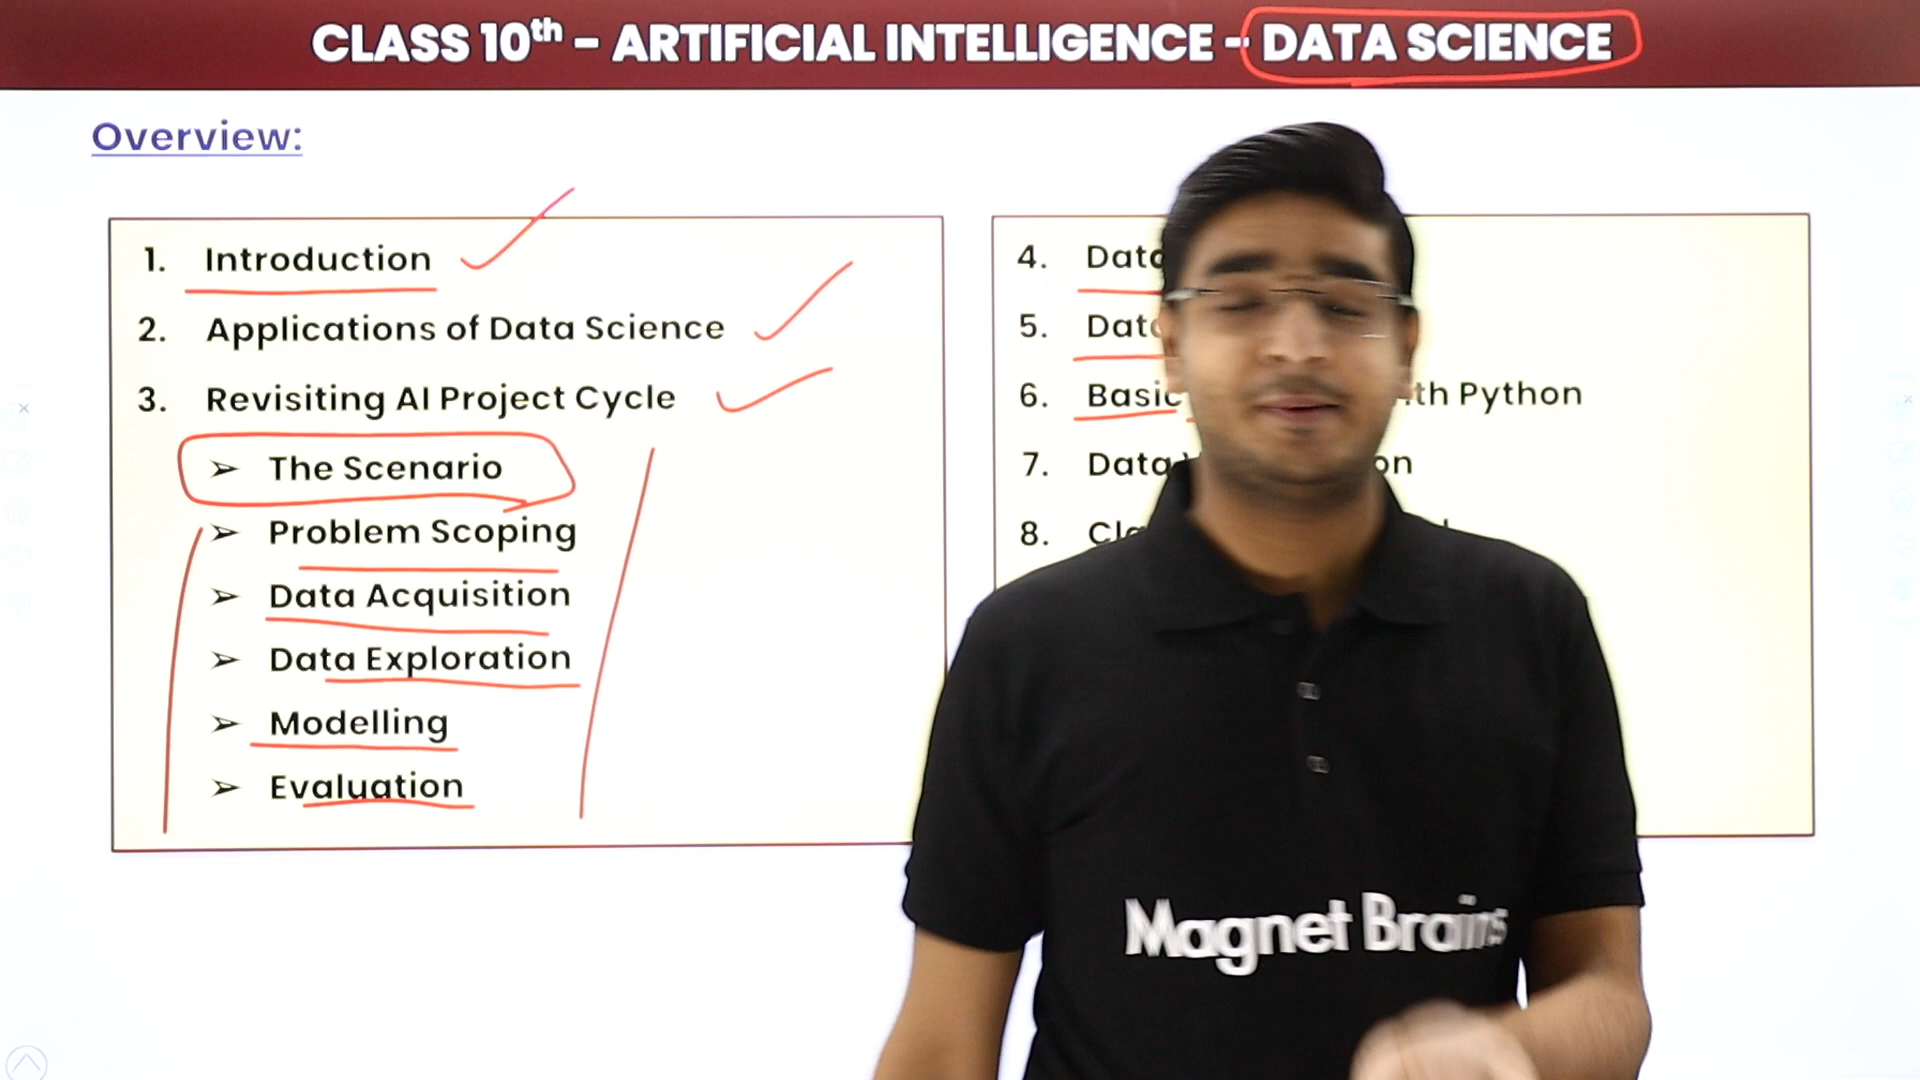 CLASS 10th - ARTIFICIAL INTELLIGENCE - DATA SCIENCE
Overview:
1. Introduction
2. Applications of Data Science
3. Revisiting AI Project Cycle
➢ The Scenario
➢ Problem Scoping
➢ Data Acquisition
➢ Data Exploration
➢ Modelling
➢ Evaluation
4. Data
5. Data
6. Basic Python
7. Data
8.
Magnet Brains